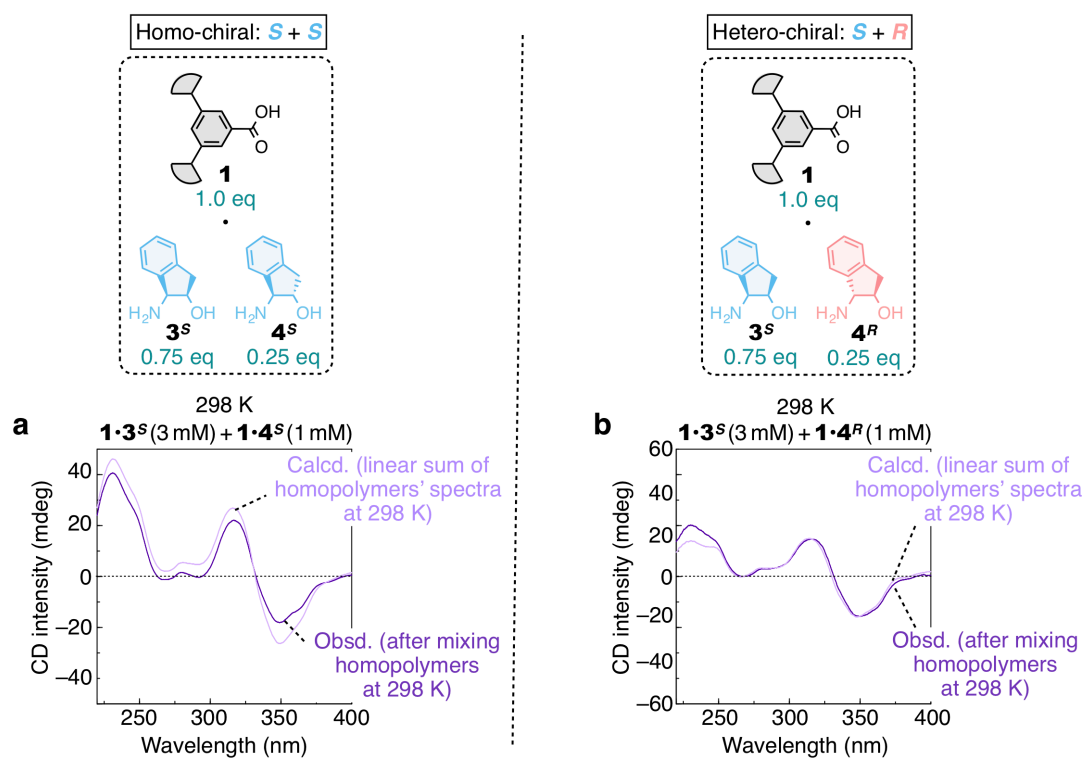 Homo-chiral: S + S
OH
O
1
1.0 eq
•
H₂N
OH
H₂N
OH
3ˢ
4ˢ
0.75 eq
0.25 eq
Hetero-chiral: S + R
OH
O
1
1.0 eq
•
H₂N
OH
H₂N
OH
3ˢ
4ᴿ
0.75 eq
0.25 eq
a
298 K
1•3ˢ (3 mM) + 1•4ˢ (1 mM)
Calcd. (linear sum of
homopolymers’ spectra
at 298 K)
Obsd. (after mixing
homopolymers
at 298 K)
CD intensity (mdeg)
40
20
0
−20
−40
250
300
350
400
Wavelength (nm)
b
298 K
1•3ˢ (3 mM) + 1•4ᴿ (1 mM)
Calcd. (linear sum of
homopolymers’ spectra
at 298 K)
Obsd. (after mixing
homopolymers
at 298 K)
CD intensity (mdeg)
60
40
20
0
−20
−40
−60
250
300
350
400
Wavelength (nm)